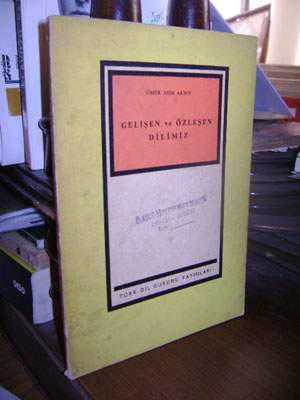 ÖMER ASIM AKSOY
GELİŞEN ve ÖZLEŞEN
DİLİMİZ
TÜRK DİL KURUMU YAYINLARI